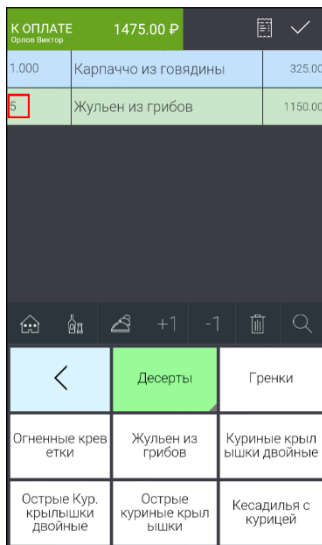 К ОПЛАТЕ 1475.00 ₽
Орлов Виктор
1.000 Карпаччо из говядины 325.00
5 Жульен из грибов 1150.00
+1 -1
Десерты
Гренки
Огненные крев
етки
Жульен из
грибов
Куриные крыл
ышки двойные
Острые Кур.
крылышки
двойные
Острые
куриные крыл
ышки
Кесадилья с
курицей